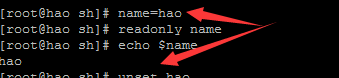 [root@hao sh]# name=hao
[root@hao sh]# readonly name
[root@hao sh]# echo $name
hao
[root@hao sh]# unset hao